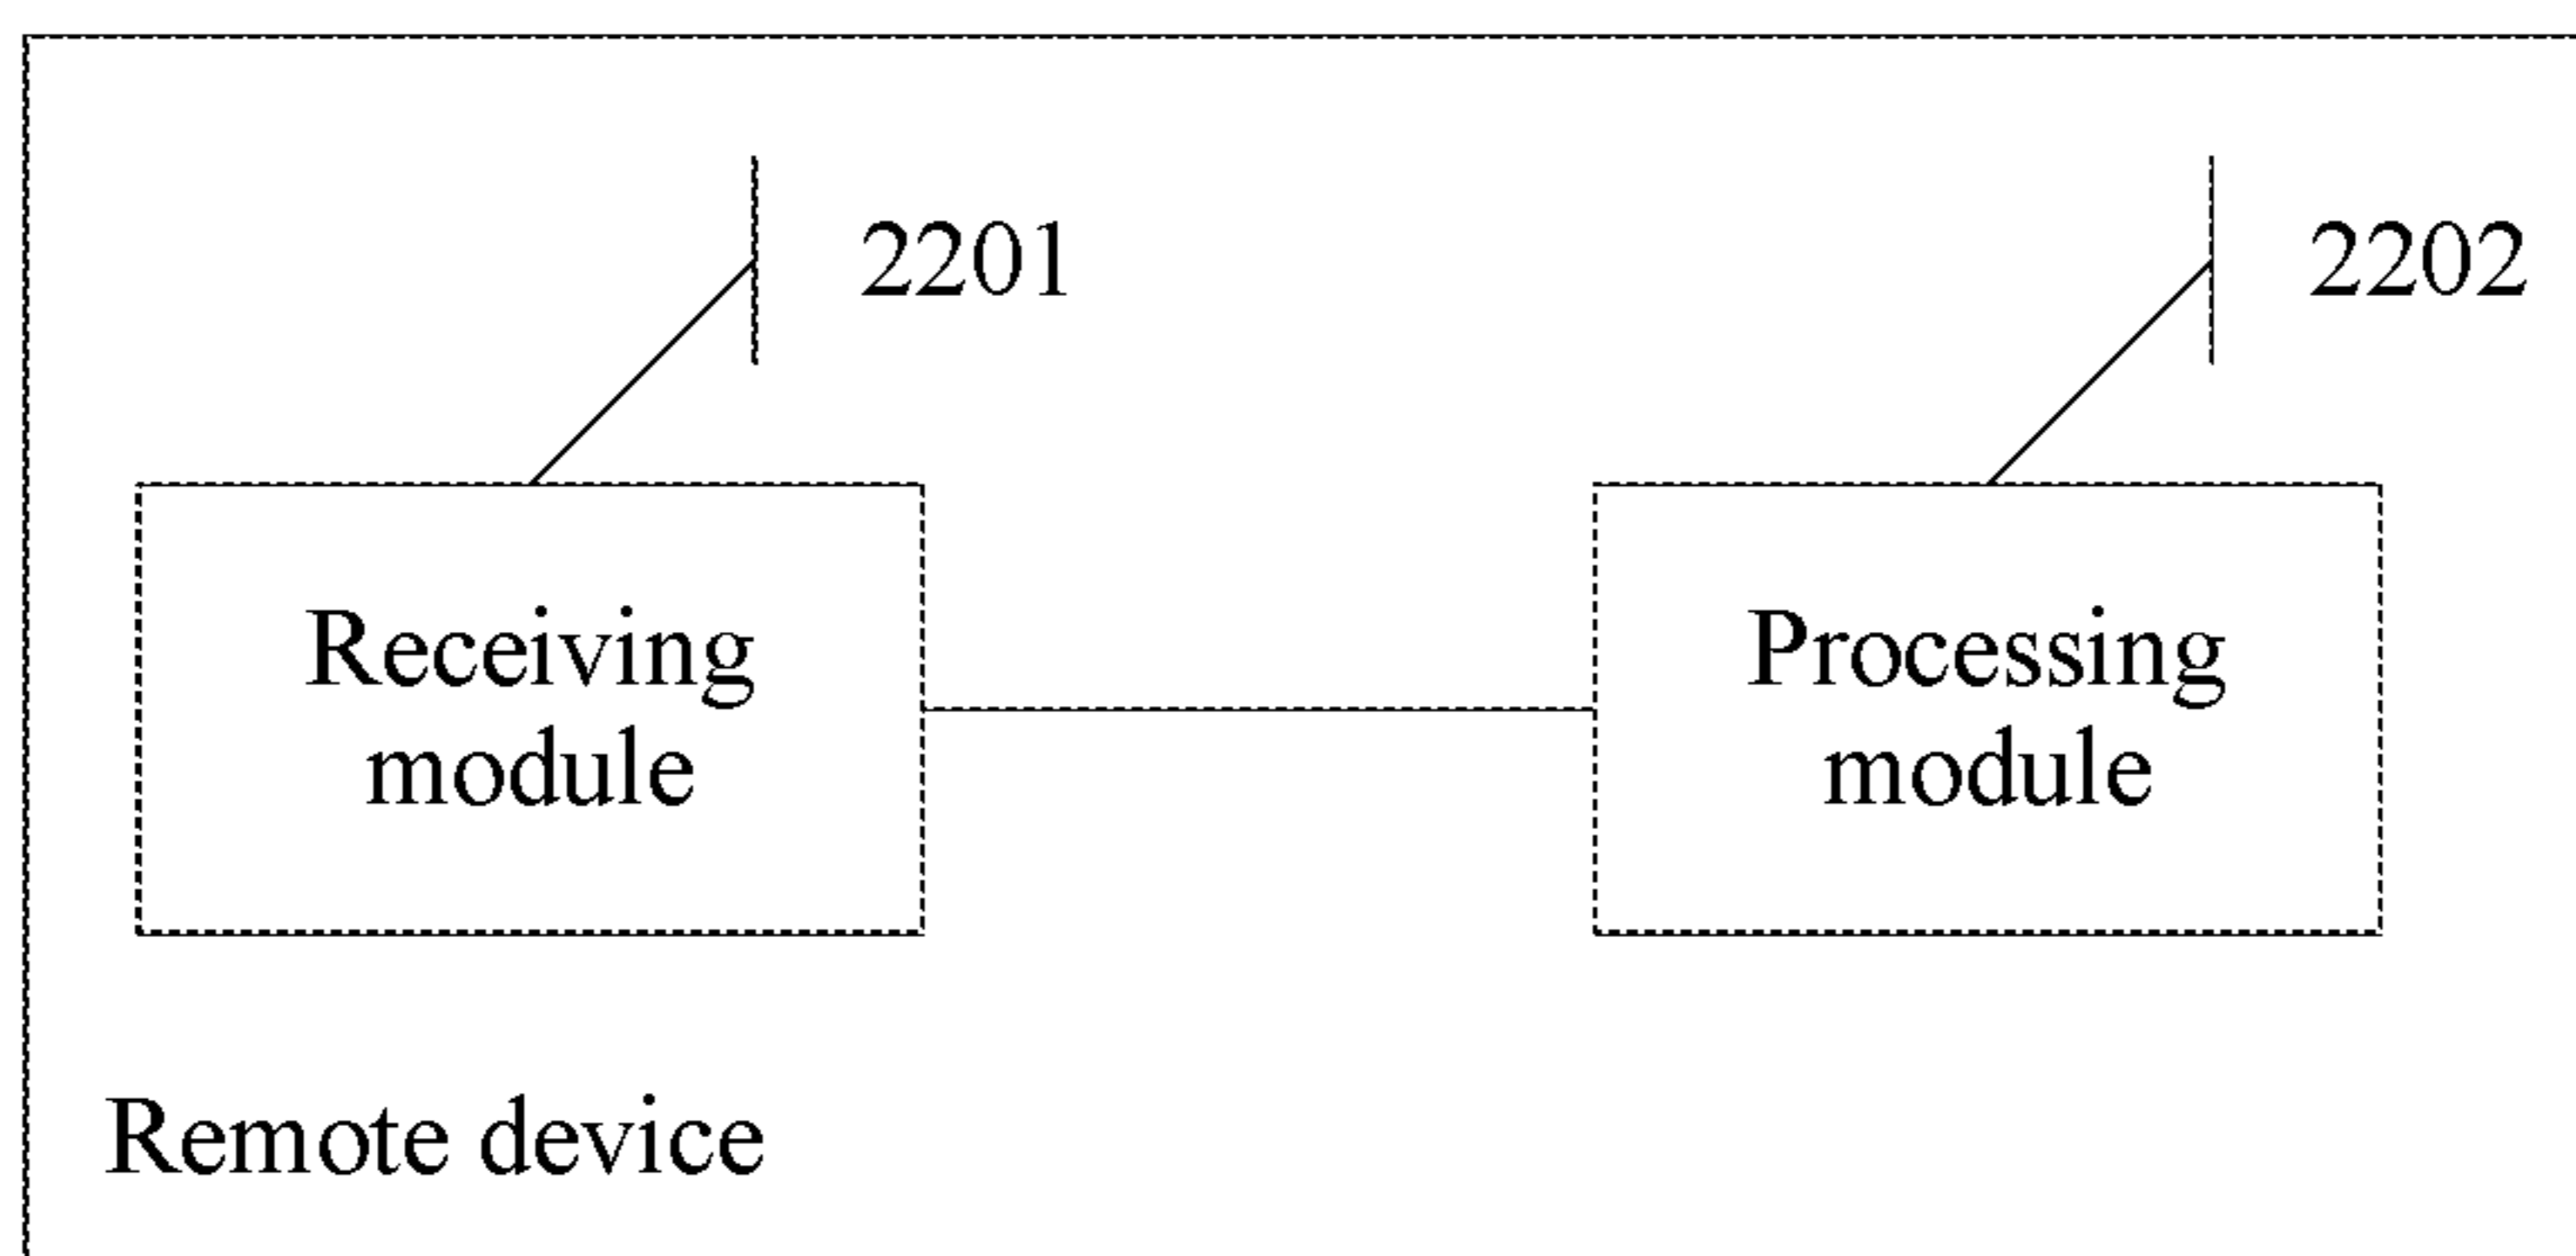 2201
2202
Receiving
module
Processing
module
Remote device